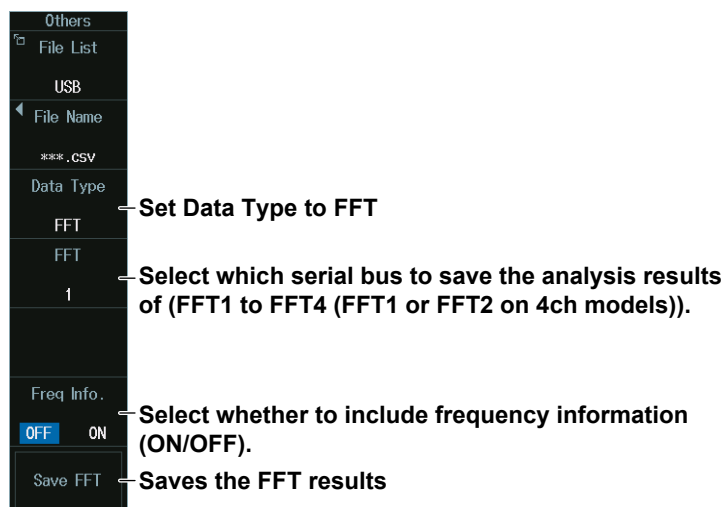 Others
File List
USB
File Name
***.CSV
Data Type
FFT
Set Data Type to FFT
FFT
1
Select which serial bus to save the analysis results
of (FFT1 to FFT4 (FFT1 or FFT2 on 4ch models)).
Freq Info.
OFF ON
Select whether to include frequency information
(ON/OFF).
Save FFT
Saves the FFT results